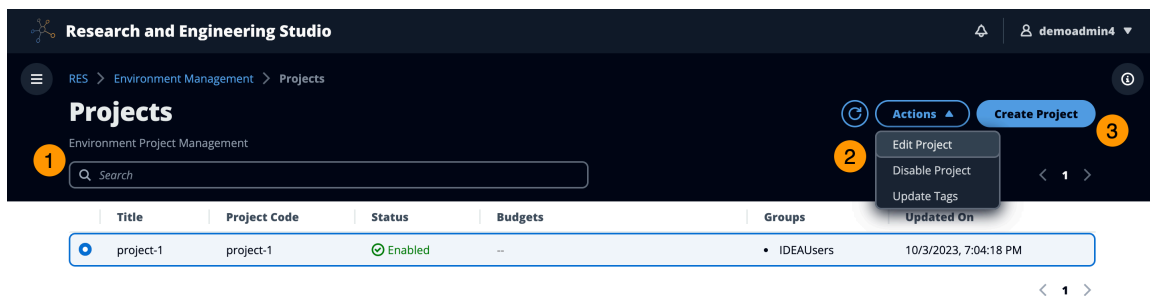 Research and Engineering Studio
demoadmin4
RES > Environment Management > Projects
Projects
Actions
Create Project
3
Environment Project Management
Edit Project
2
1
Search
Disable Project
< 1 >
Update Tags
Title Project Code Status Budgets Groups Updated On
project-1 project-1 Enabled -- • IDEAUsers 10/3/2023, 7:04:18 PM
< 1 >